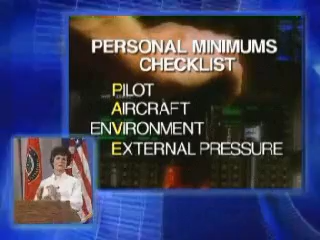 PERSONAL MINIMUMS
CHECKLIST
PILOT
AIRCRAFT
ENVIRONMENT
EXTERNAL PRESSURE